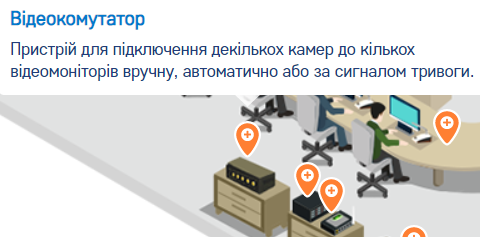 Відеокомутатор
Пристрій для підключення декількох камер до кількох
відеомоніторів вручну, автоматично або за сигналом тривоги.